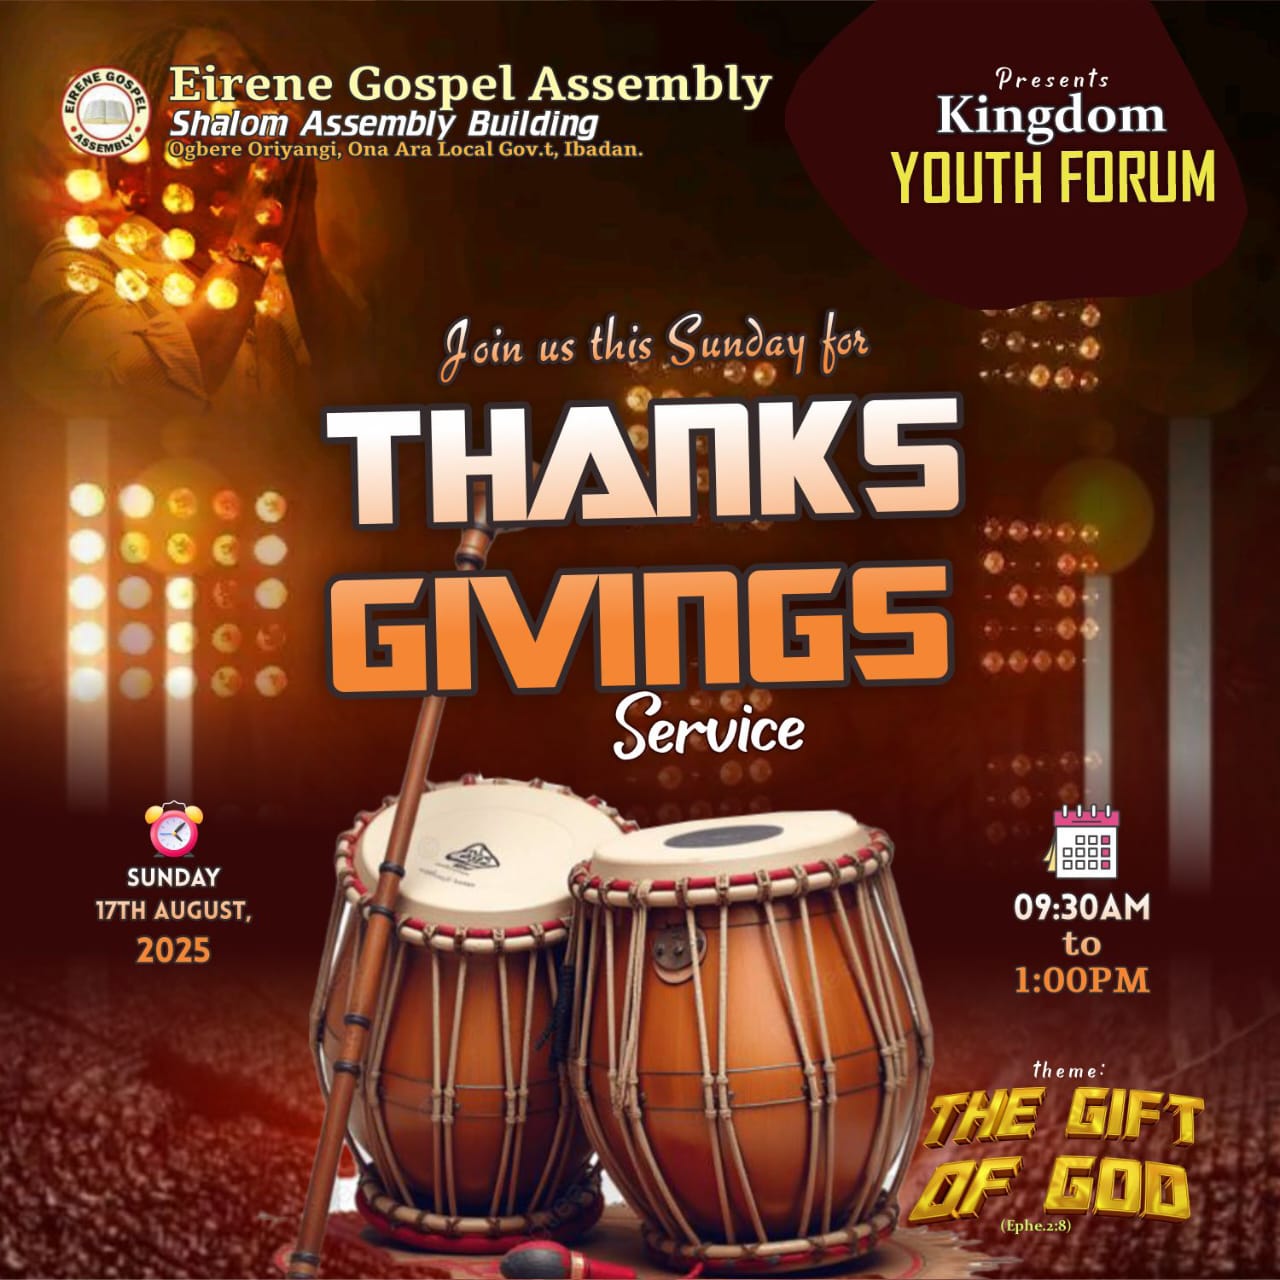 EIRENE GOSPEL
ASSEMBLY
Eirene Gospel Assembly
Shalom Assembly Building
Ogbere Oriyangi, Ona Ara Local Gov.t, Ibadan.
Presents
Kingdom
YOUTH FORUM
Join us this Sunday for
THANKS
GIVINGS
Service
SUNDAY
17TH AUGUST,
2025
09:30AM
to
1:00PM
theme:
THE GIFT
OF GOD
(Ephe.2:8)